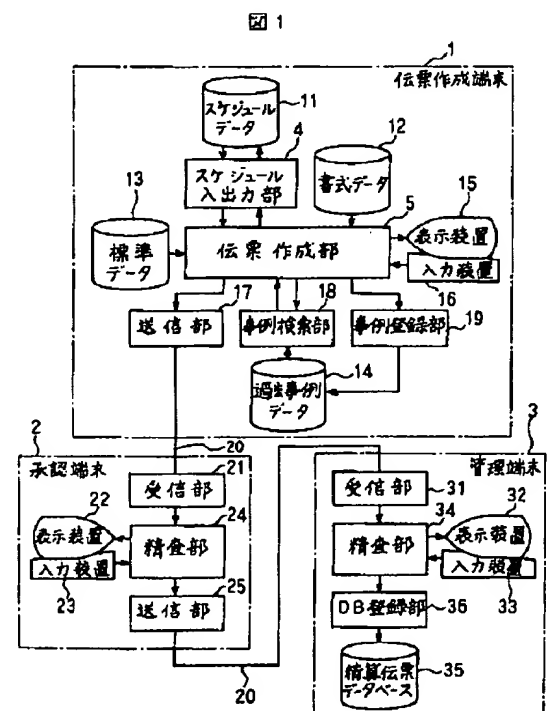 図 1
1
伝票作成端末
スケジュール
データ
11
4
スケジュール
入出力部
12
書式データ
13
標準
データ
5
伝票作成部
15
表示装置
入力装置
16
17
送信部
18
事例検索部
事例登録部
19
14
過去事例
データ
2
20
3
承認端末
21
受信部
22
表示装置
24
精査部
入力装置
23
25
送信部
20
管理端末
受信部
31
32
34
表示装置
精査部
入力装置
33
DB登録部
36
精算伝票
データベース
35